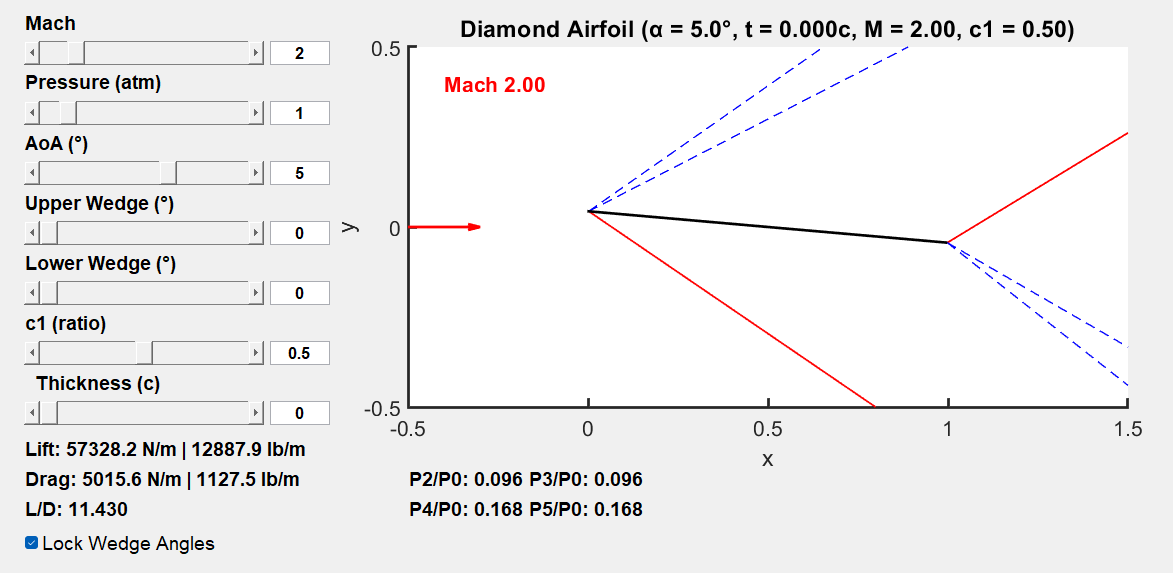 Mach
2
Pressure (atm)
1
AoA (°)
5
Upper Wedge (°)
0
Lower Wedge (°)
0
c1 (ratio)
0.5
Thickness (c)
0
Lift: 57328.2 N/m | 12887.9 lb/m
Drag: 5015.6 N/m | 1127.5 lb/m
L/D: 11.430
Lock Wedge Angles
Diamond Airfoil (α = 5.0°, t = 0.000c, M = 2.00, c1 = 0.50)
Mach 2.00
0.5
0
-0.5
y
-0.5 0 0.5 1 1.5
x
P2/P0: 0.096 P3/P0: 0.096
P4/P0: 0.168 P5/P0: 0.168